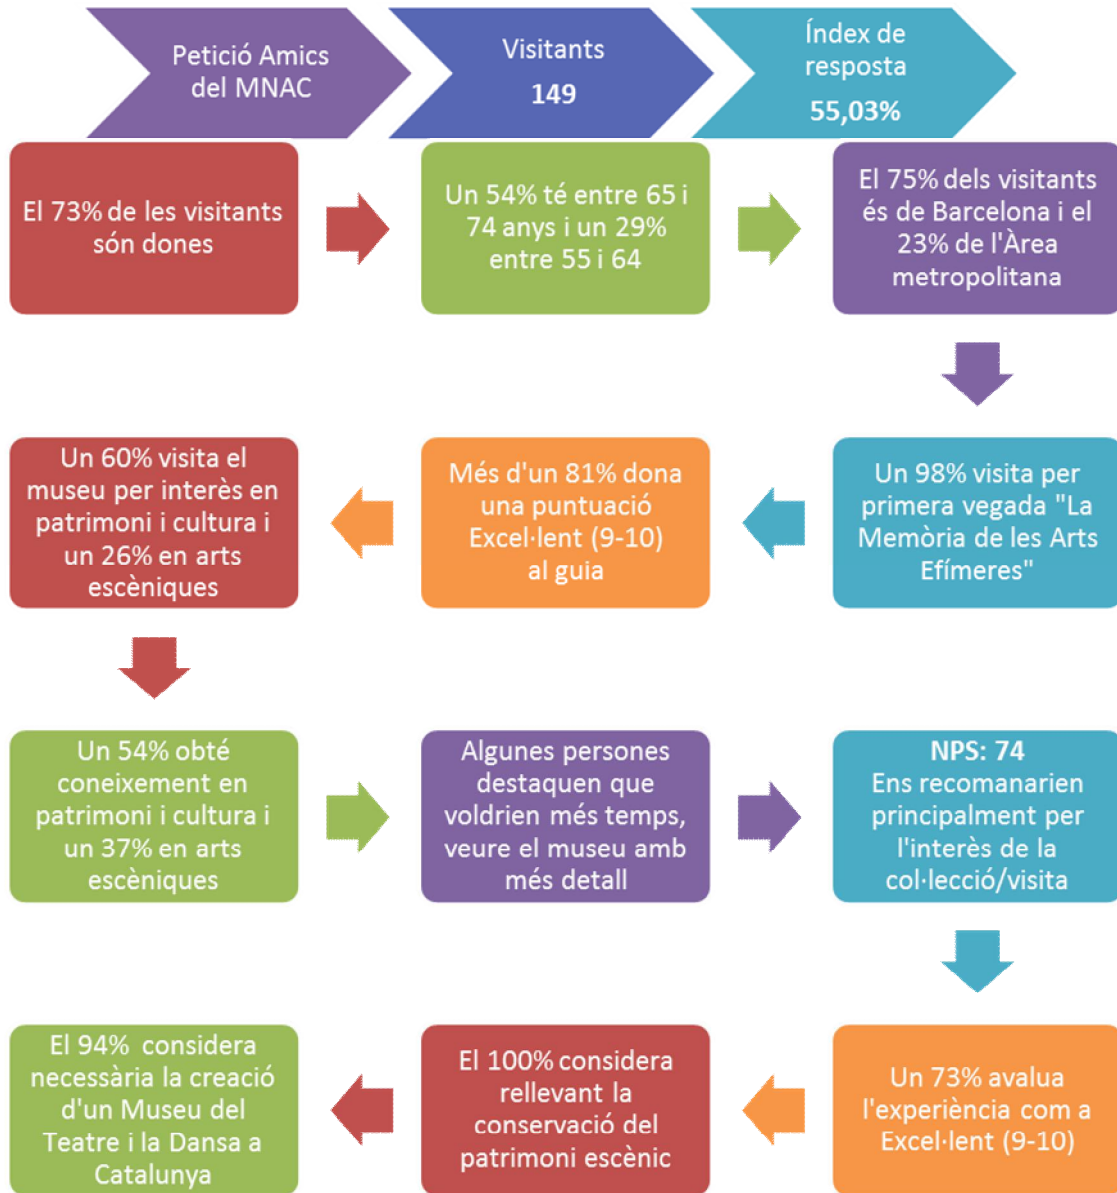 Petició Amics
del MNAC
Visitants
149
Índex de
resposta
55,03%
El 73% de les visitants
són dones
Un 54% té entre 65 i
74 anys i un 29%
entre 55 i 64
El 75% dels visitants
és de Barcelona i el
23% de l'Àrea
metropolitana
Un 98% visita per
primera vegada "La
Memòria de les Arts
Efímeres"
Més d'un 81% dona
una puntuació
Excel·lent (9-10)
al guia
Un 60% visita el
museu per interès en
patrimoni i cultura i
un 26% en arts
escèniques
Un 54% obté
coneixement en
patrimoni i cultura i
un 37% en arts
escèniques
Algunes persones
destaquen que
voldrien més temps,
veure el museu amb
més detall
NPS: 74
Ens recomanarien
principalment per
l'interès de la
col·lecció/visita
Un 73% avalua
l'experiència com a
Excel·lent (9-10)
El 100% considera
rellevant la
conservació del
patrimoni escènic
El 94% considera
necessària la creació
d'un Museu del
Teatre i la Dansa a
Catalunya